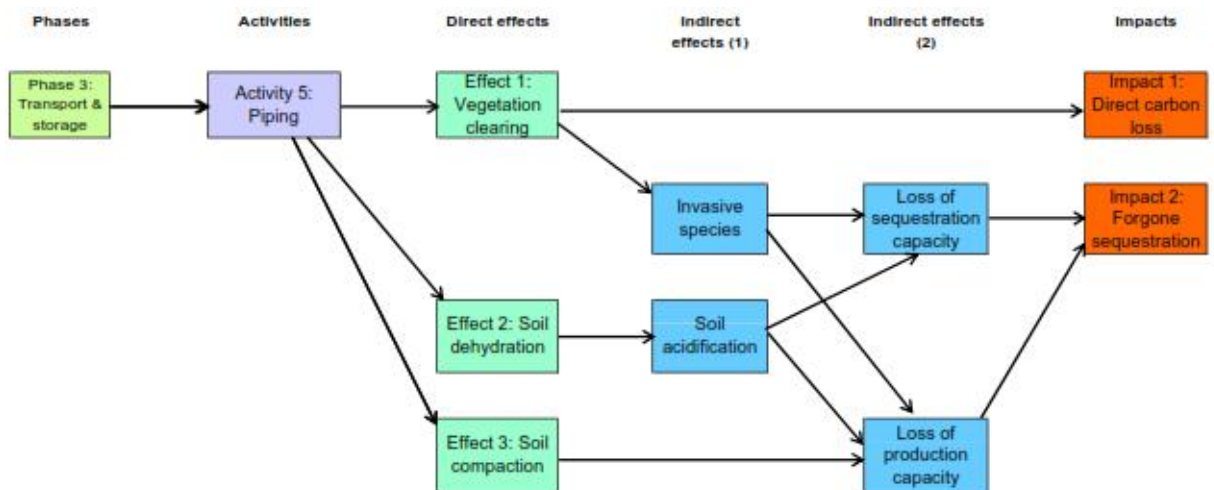 Phases
Activities
Direct effects
Indirect
effects (1)
Indirect effects
(2)
Impacts
Phase 3:
Transport &
storage
Activity 5:
Piping
Effect 1:
Vegetation
clearing
Impact 1:
Direct carbon
loss
Invasive
species
Loss of
sequestration
capacity
Impact 2:
Forgone
sequestration
Effect 2: Soil
dehydration
Soil
acidification
Effect 3: Soil
compaction
Loss of
production
capacity